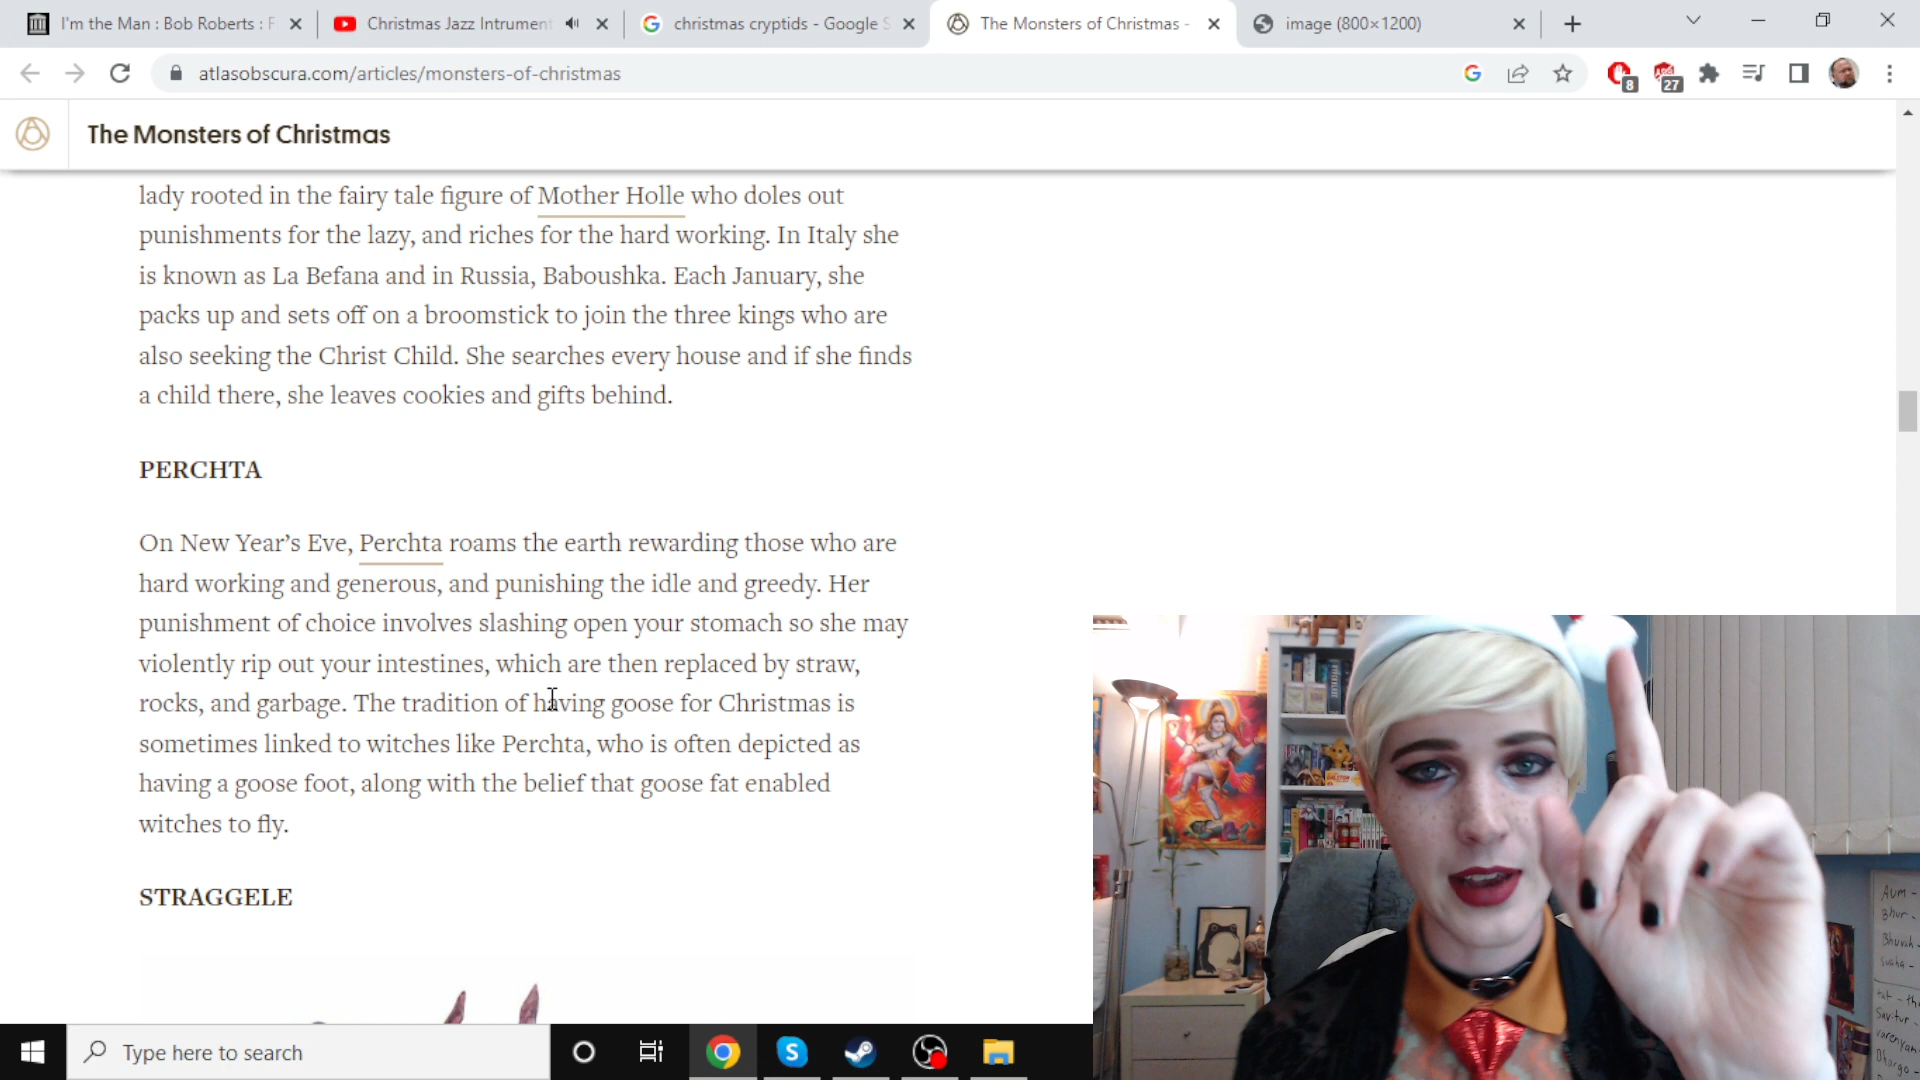 I'm the Man : Bob Roberts : F
Christmas Jazz Intrument
christmas cryptids - Google S
The Monsters of Christmas -
image (800×1200)
atlasobscura.com/articles/monsters-of-christmas
8
27
The Monsters of Christmas
lady rooted in the fairy tale figure of Mother Holle who doles out
punishments for the lazy, and riches for the hard working. In Italy she
is known as La Befana and in Russia, Baboushka. Each January, she
packs up and sets off on a broomstick to join the three kings who are
also seeking the Christ Child. She searches every house and if she finds
a child there, she leaves cookies and gifts behind.
PERCHTA
On New Year’s Eve, Perchta roams the earth rewarding those who are
hard working and generous, and punishing the idle and greedy. Her
punishment of choice involves slashing open your stomach so she may
violently rip out your intestines, which are then replaced by straw,
rocks, and garbage. The tradition of having goose for Christmas is
sometimes linked to witches like Perchta, who is often depicted as
having a goose foot, along with the belief that goose fat enabled
witches to fly.
STRAGGELE
Aum -
Bhur -
Bhuvah -
Svaha -
tat - the
Savitur -
varenyam
Bhargo -
Type here to search